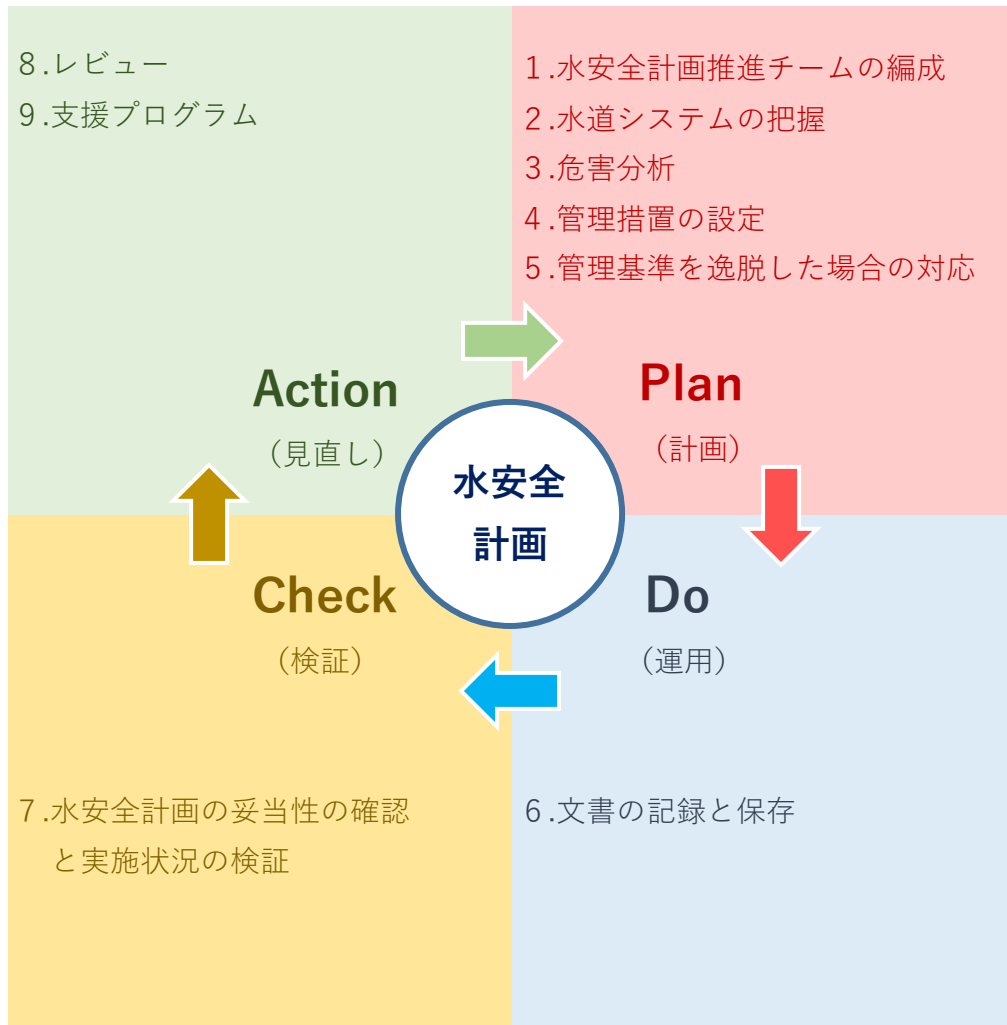 8.レビュー
9.支援プログラム
Action
（見直し）
1.水安全計画推進チームの編成
2.水道システムの把握
3.危害分析
4.管理措置の設定
5.管理基準を逸脱した場合の対応
Plan
（計画）
水安全
計画
Check
（検証）
7.水安全計画の妥当性の確認
と実施状況の検証
Do
（運用）
6.文書の記録と保存